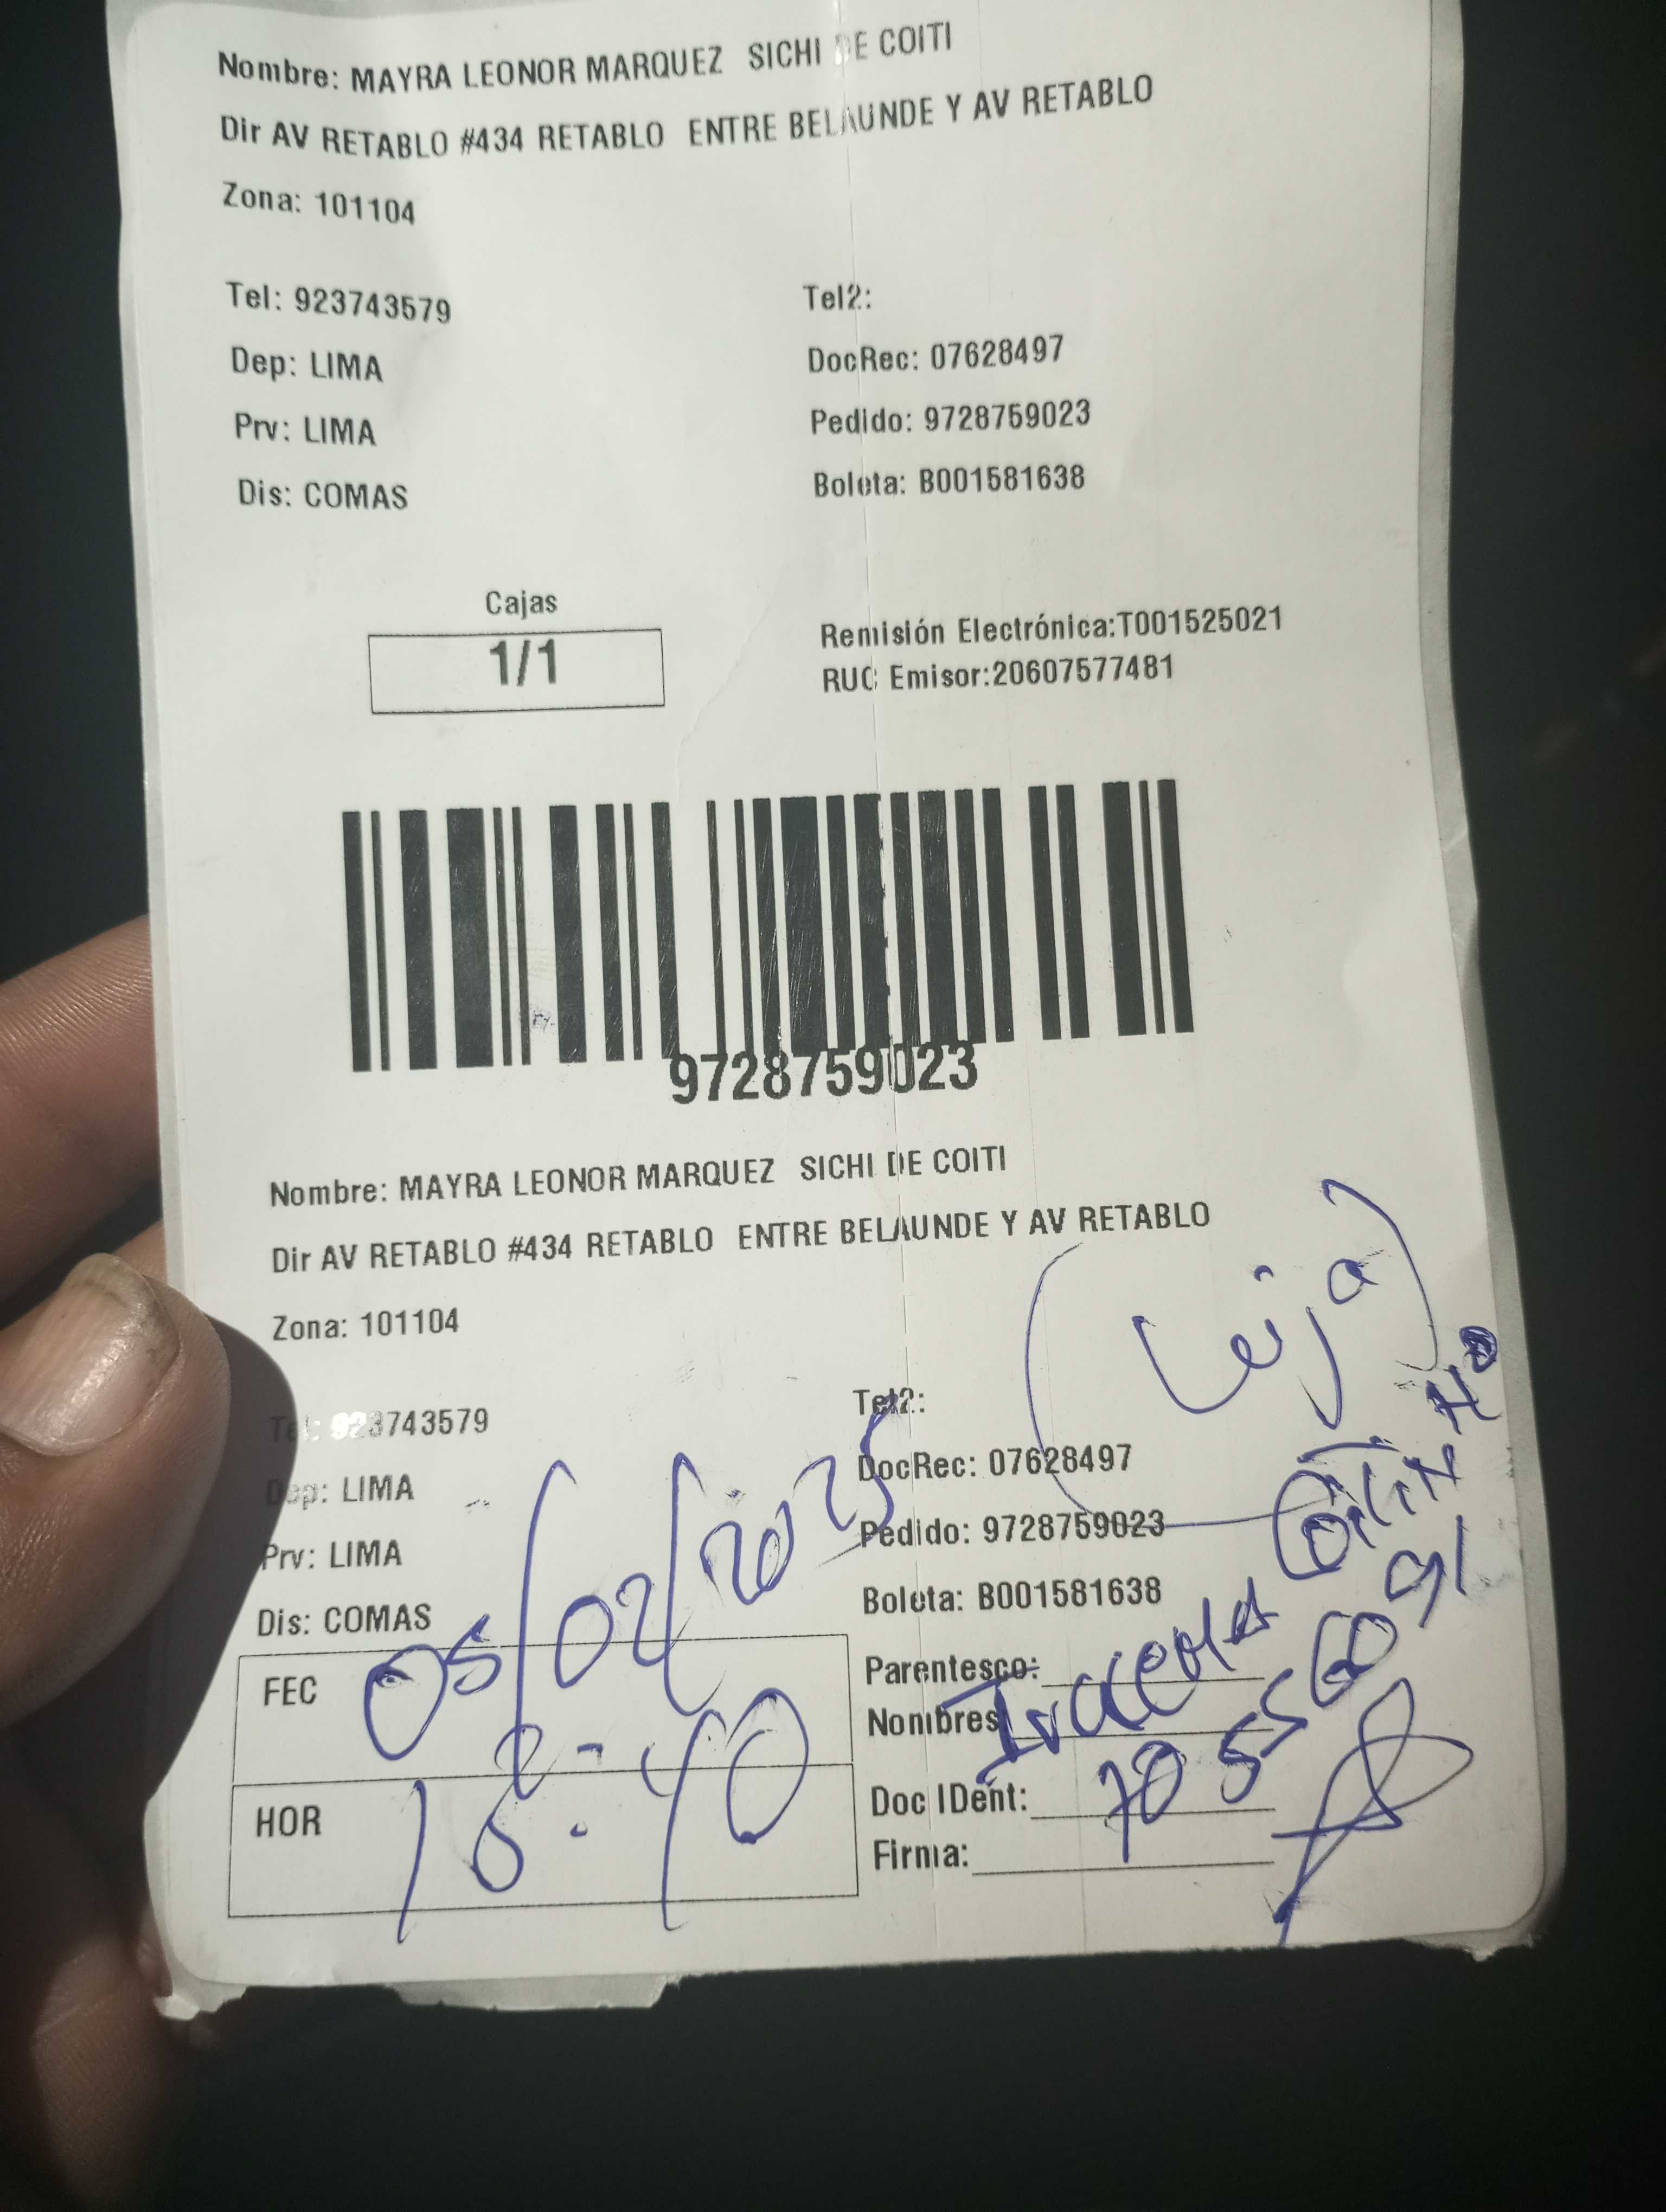 Nombre: MAYRA LEONOR MARQUEZ SICHI DE COITI
Dir AV RETABLO #434 RETABLO ENTRE BELAUNDE Y AV RETABLO
Zona: 101104
Tel: 923743579 Tel2:
Dep: LIMA DocRec: 07628497
Prv: LIMA Pedido: 9728759023
Dis: COMAS Boleta: B001581638
Cajas
1/1
Remisión Electrónica:T001525021
RUC Emisor:20607577481
9728759023
Nombre: MAYRA LEONOR MARQUEZ SICHI DE COITI
Dir AV RETABLO #434 RETABLO ENTRE BELAUNDE Y AV RETABLO
Zona: 101104
Tel: 923743579 Tel2:
Dep: LIMA DocRec: 07628497
Prv: LIMA Pedido: 9728759023
Dis: COMAS Boleta: B001581638
FEC 05/02/2025
HOR
Parentesco:
Nombres
Doc IDent: 70556091
Firma: